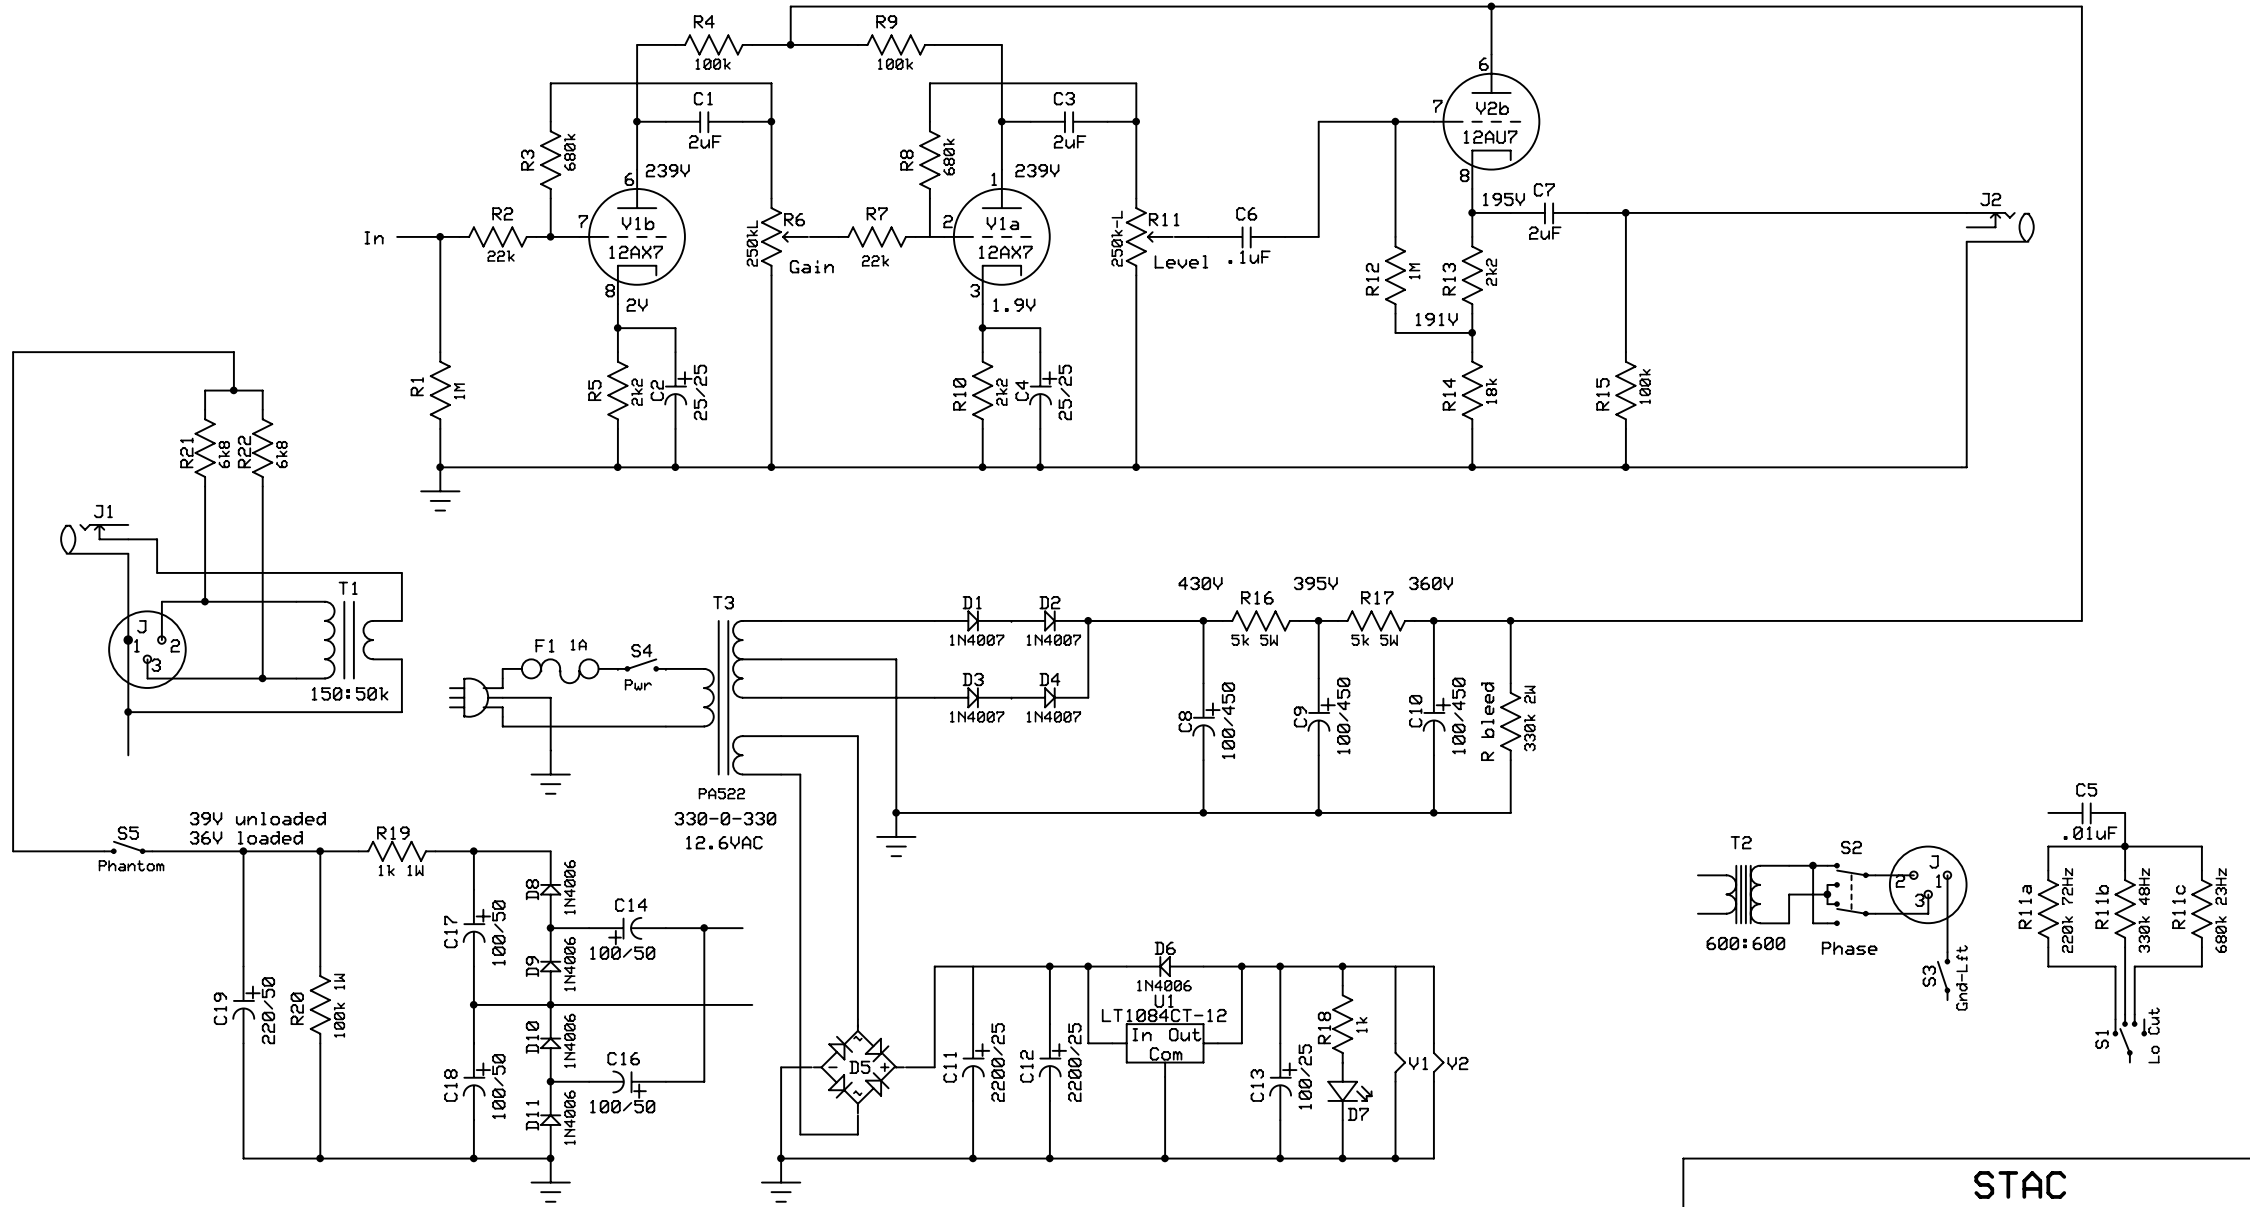 R4
100k
R9
100k
C1
2uF
C3
2uF
R3
680k
R8
680k
239V
239V
6
V1b
12AX7
7
8
2V
1
V1a
12AX7
2
3
1.9V
In
R2
22k
R6
250kL
Gain
R7
22k
R11
250k-L
Level
C6
.1uF
6
7
V2b
12AU7
8
195V
C7
2uF
J2
R12
1M
R13
2k2
191V
R14
18k
R15
100k
R1
1M
R5
2k2
C2
+
25/25
R10
2k2
C4
+
25/25
R21
6k8
R22
6k8
J1
T1
J
1
2
3
150:50k
F1 1A
S4
Pwr
T3
PA522
330-0-330
12.6VAC
D1
1N4007
D2
1N4007
D3
1N4007
D4
1N4007
430V
R16
5k 5W
395V
R17
5k 5W
360V
C8
+
100/450
C9
+
100/450
C10
+
100/450
R bleed
330k 2W
39V unloaded
36V loaded
S5
Phantom
R19
1k 1W
C17
+
100/50
D8
1N4006
D9
1N4006
C14
+
100/50
C19
+
220/50
R20
100k 1W
C18
+
100/50
D10
1N4006
D11
1N4006
C16
+
100/50
~
- D5 +
~
C11
+
2200/25
C12
+
2200/25
D6
1N4006
U1
LT1084CT-12
In Out
Com
C13
+
100/25
R18
1k
D7
V1
V2
T2
600:600
S2
Phase
J
2
1
3
S3
Gnd-Lft
C5
.01uF
R11a
220k 72Hz
R11b
330k 48Hz
R11c
680k 23Hz
S1
Lo Cut
STAC